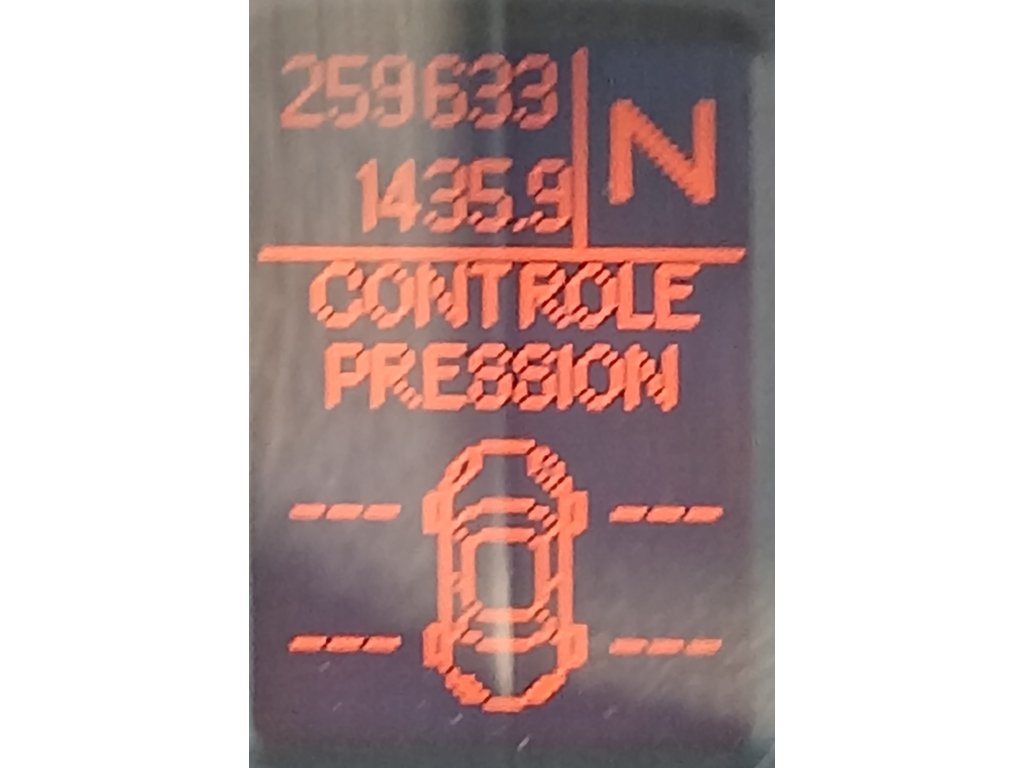 259633
N
1435.9
CONTROLE
PRESSION
--- ---
--- ---